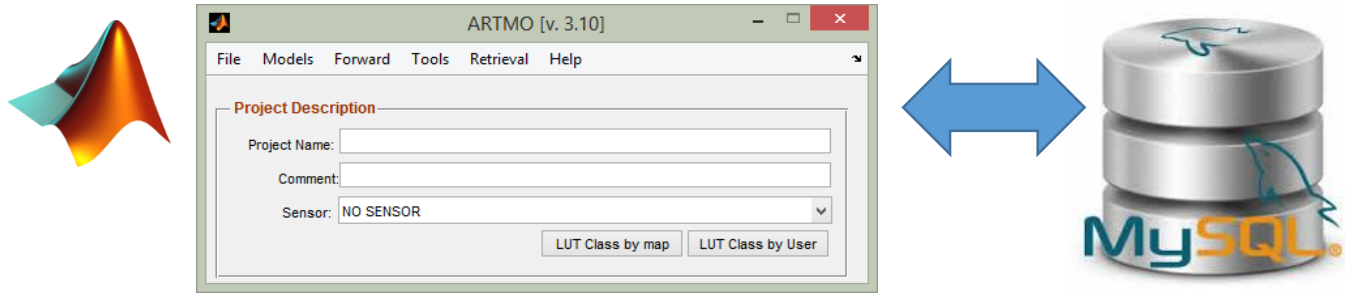 ARTMO [v. 3.10]
File Models Forward Tools Retrieval Help
Project Description
Project Name:
Comment:
Sensor: NO SENSOR
LUT Class by map LUT Class by User
MySQL®